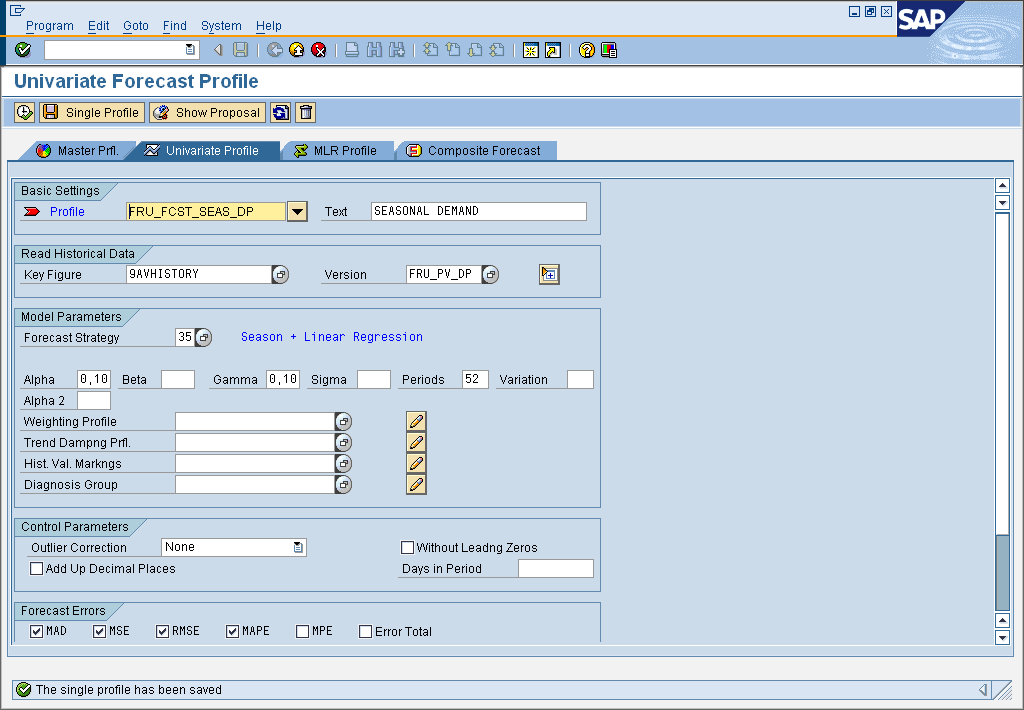 Program Edit Goto Find System Help
SAP
Univariate Forecast Profile
Single Profile Show Proposal
Master Prfl. Univariate Profile MLR Profile Composite Forecast
Basic Settings
Profile FRU_FCST_SEAS_DP Text SEASONAL DEMAND
Read Historical Data
Key Figure 9AVHISTORY Version FRU_PV_DP
Model Parameters
Forecast Strategy 35 Season + Linear Regression
Alpha 0,10 Beta Gamma 0,10 Sigma Periods 52 Variation
Alpha 2
Weighting Profile
Trend Dampng Prfl.
Hist. Val. Markngs
Diagnosis Group
Control Parameters
Outlier Correction None Without Leadng Zeros
Add Up Decimal Places Days in Period
Forecast Errors
MAD MSE RMSE MAPE MPE Error Total
The single profile has been saved